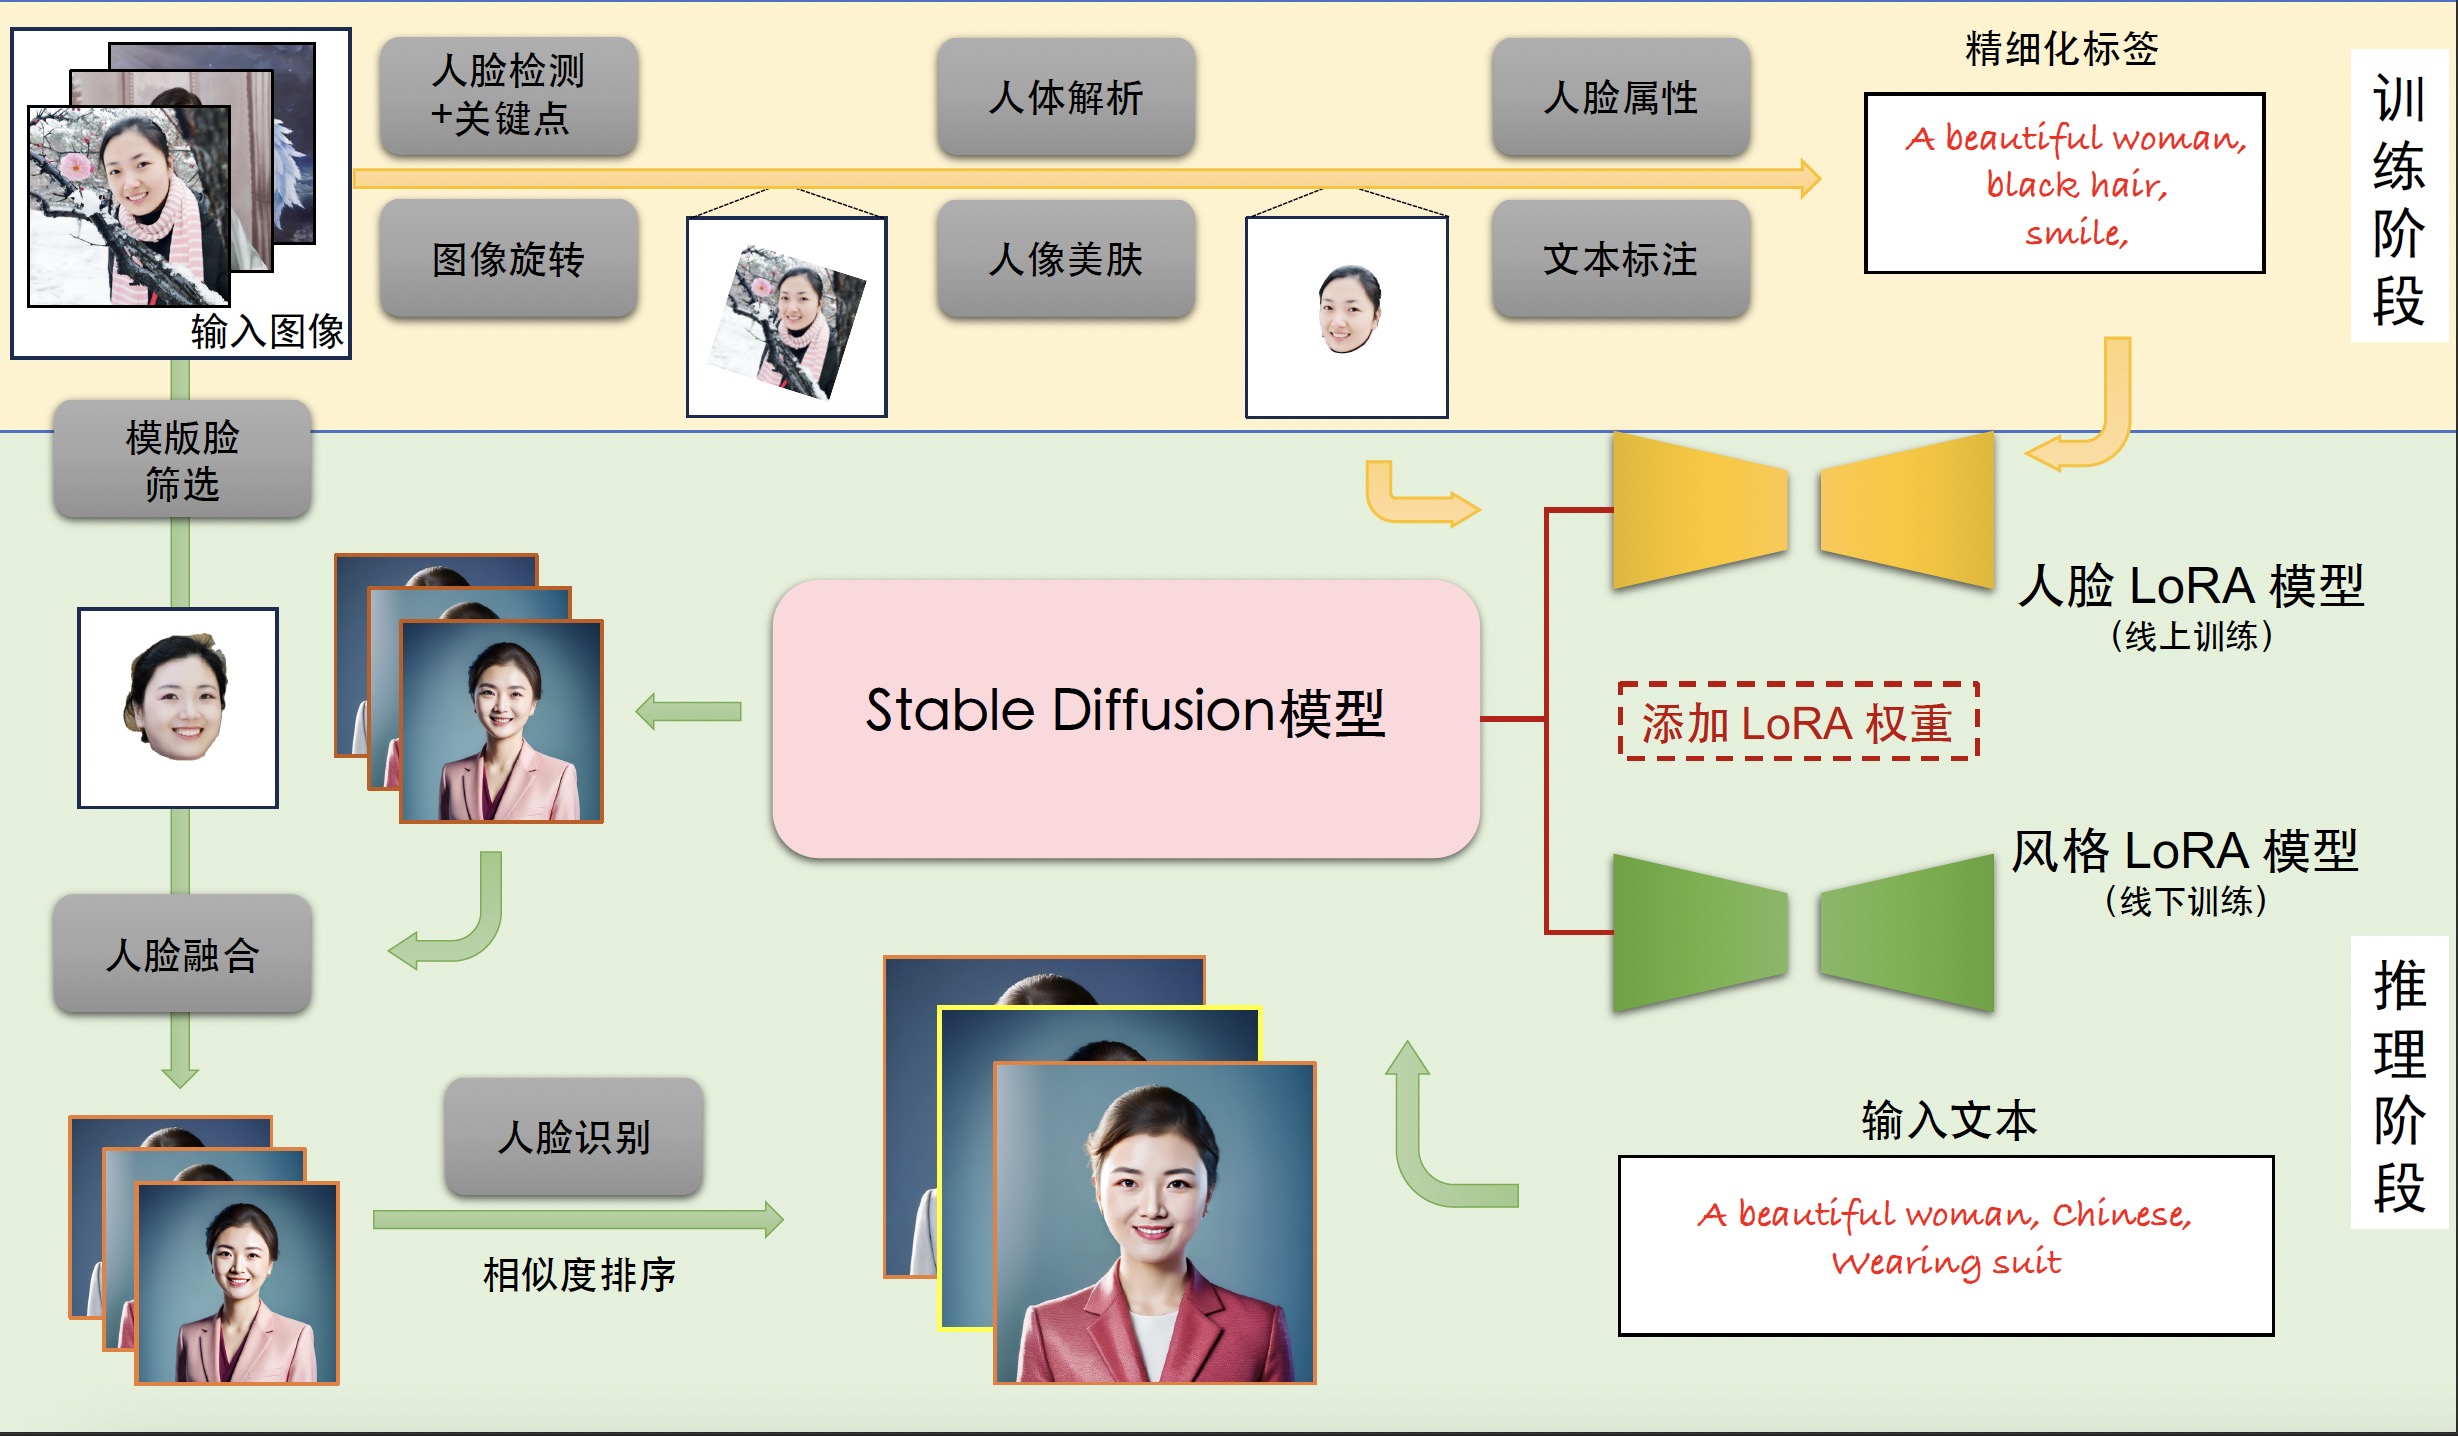 人脸检测
+关键点
人体解析
人脸属性
精细化标签
A beautiful woman,
black hair,
smile,
训练阶段
输入图像
图像旋转
人像美肤
文本标注
模版脸
筛选
人脸 LoRA 模型
(线上训练)
Stable Diffusion模型
添加 LoRA 权重
风格 LoRA 模型
(线下训练)
人脸融合
推理阶段
人脸识别
相似度排序
输入文本
A beautiful woman, Chinese,
Wearing suit